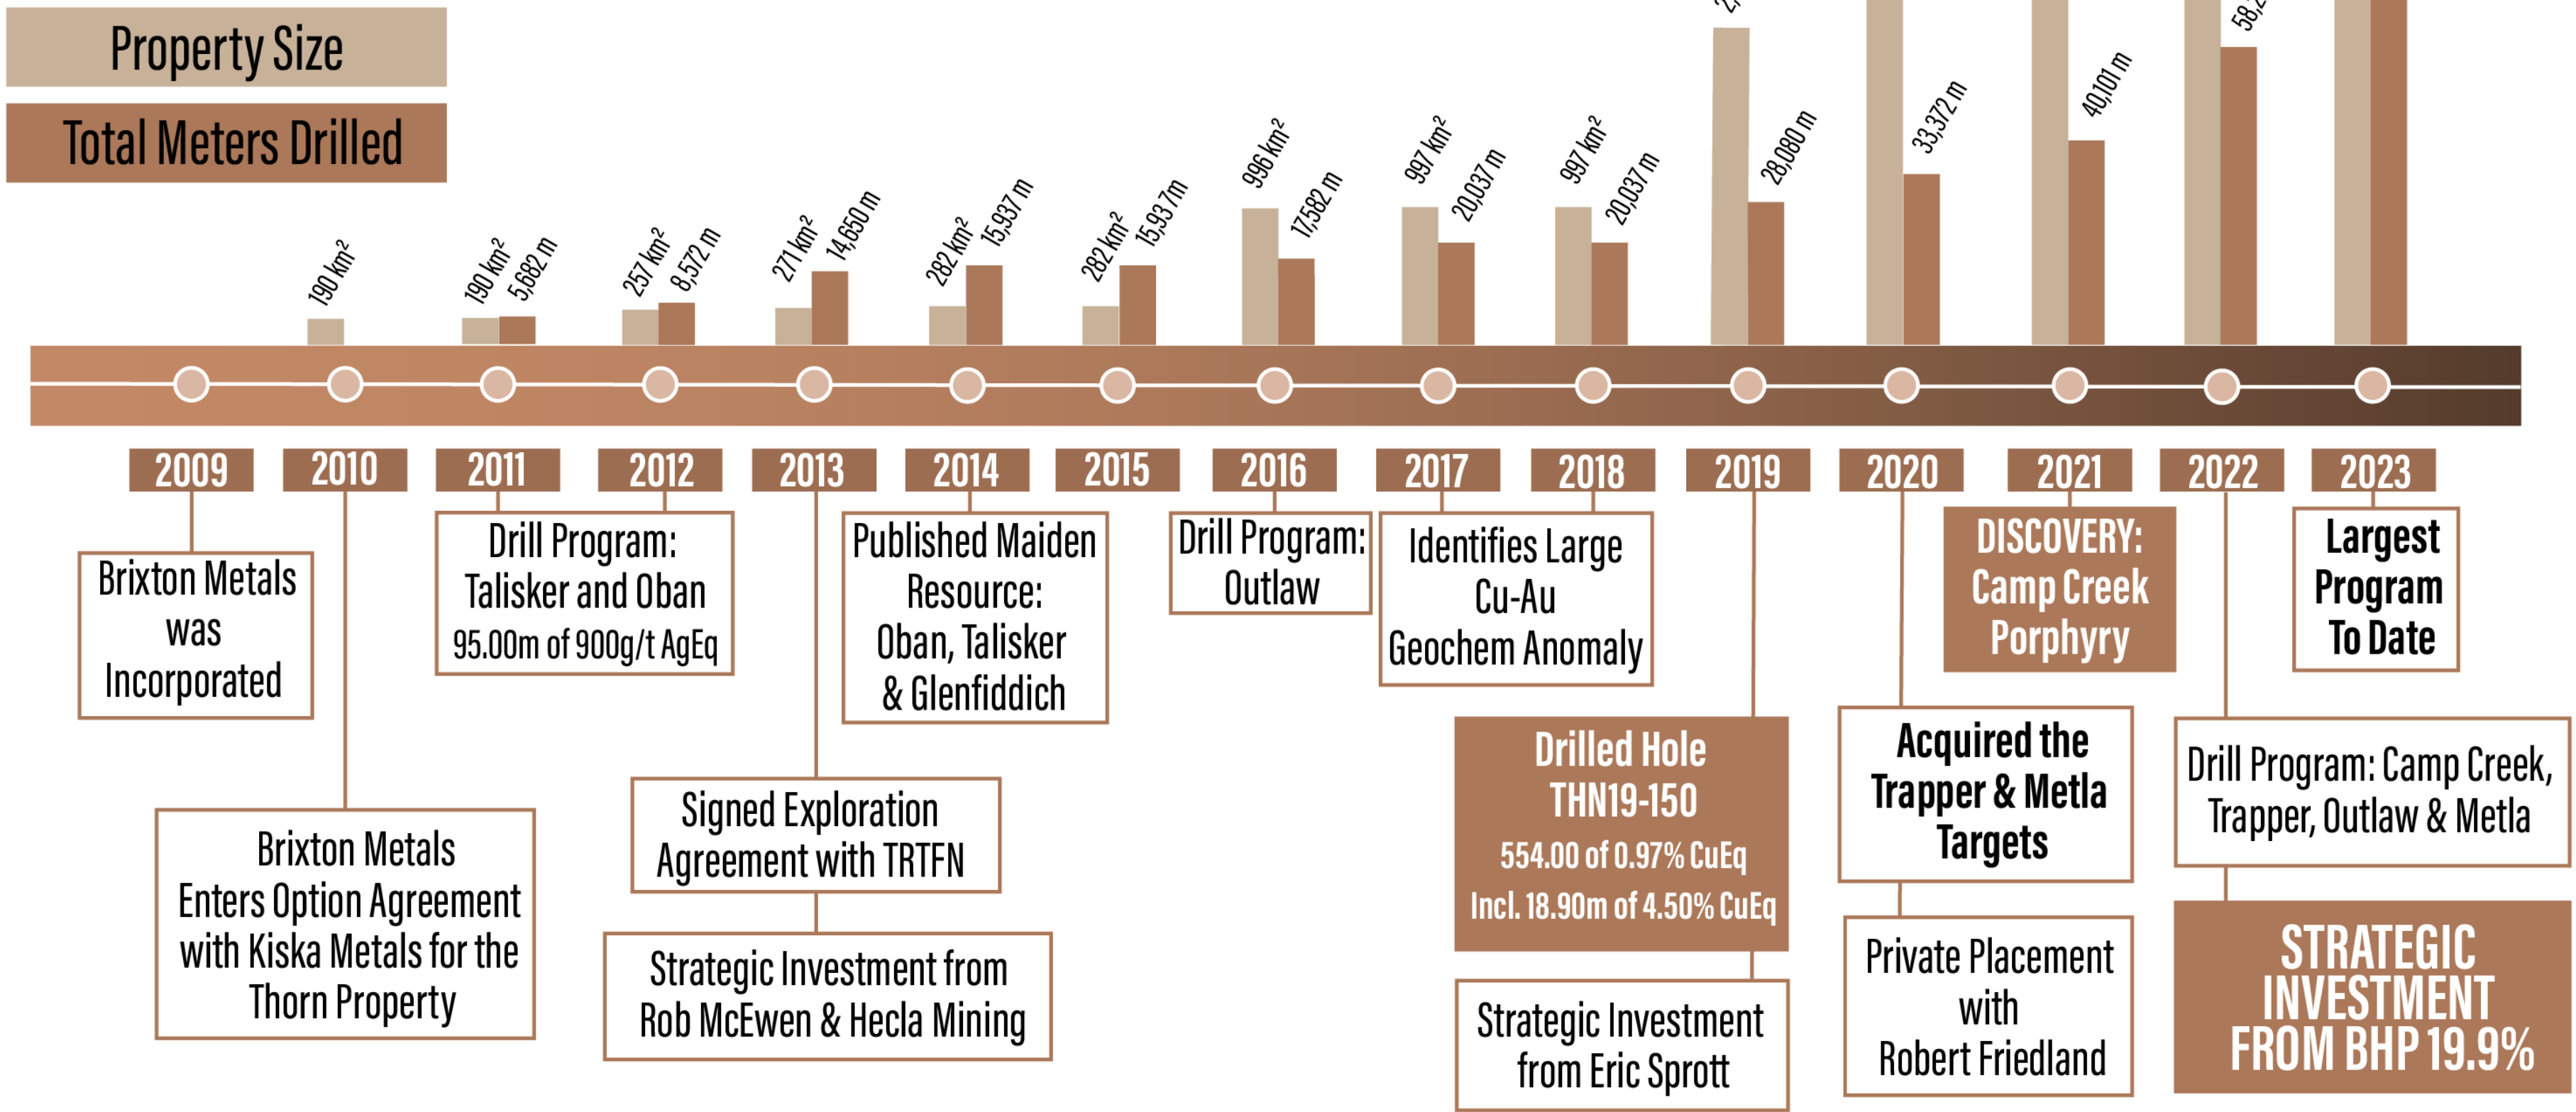 Property Size
Total Meters Drilled
190 km²
190 km²
5,682 m
257 km²
8,572 m
271 km²
14,650 m
282 km²
15,937 m
282 km²
15,937m
996 km²
17,582 m
997 km²
20,037 m
997 km²
20,037 m
28,080 m
33,372 m
40,101 m
2009
2010
2011
2012
2013
2014
2015
2016
2017
2018
2019
2020
2021
2022
2023
Brixton Metals
was
Incorporated
Brixton Metals
Enters Option Agreement
with Kiska Metals for the
Thorn Property
Drill Program:
Talisker and Oban
95.00m of 900g/t AgEq
Signed Exploration
Agreement with TRTFN
Strategic Investment from
Rob McEwen & Hecla Mining
Published Maiden
Resource:
Oban, Talisker
& Glenfiddich
Drill Program:
Outlaw
Identifies Large
Cu-Au
Geochem Anomaly
Drilled Hole
THN19-150
554.00 of 0.97% CuEq
Incl. 18.90m of 4.50% CuEq
Strategic Investment
from Eric Sprott
Acquired the
Trapper & Metla
Targets
Private Placement
with
Robert Friedland
DISCOVERY:
Camp Creek
Porphyry
Drill Program: Camp Creek,
Trapper, Outlaw & Metla
STRATEGIC
INVESTMENT
FROM BHP 19.9%
Largest
Program
To Date